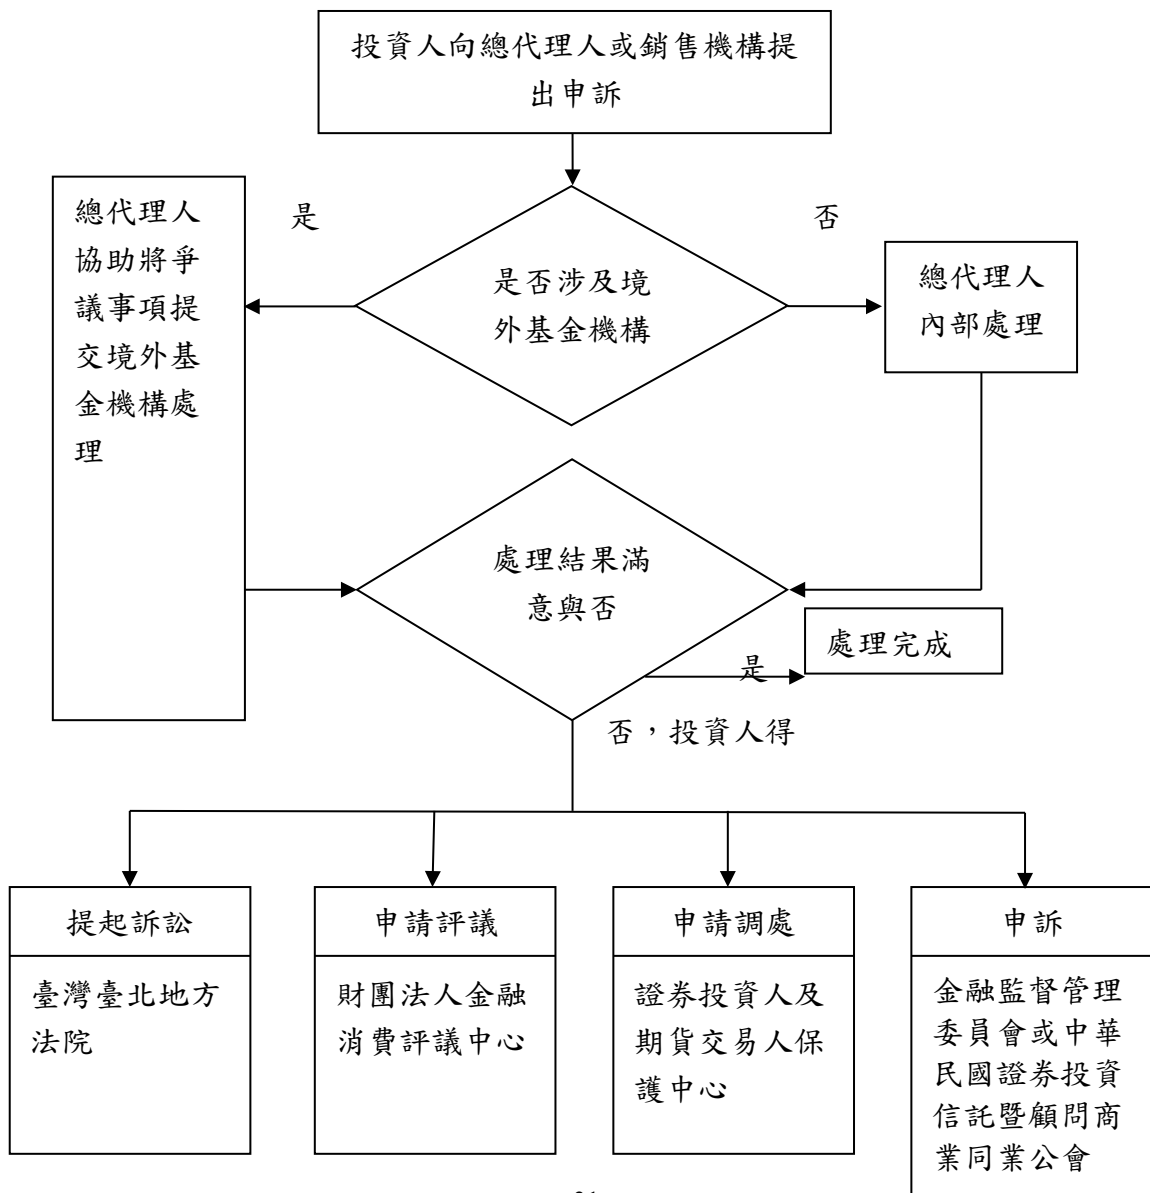 投資人向總代理人或銷售機構提
出申訴
總代理人
協助將爭
議事項提
交境外基
金機構處
理
是
是否涉及境
外基金機構
否
總代理人
內部處理
處理結果滿
意與否
是
處理完成
否，投資人得
提起訴訟
臺灣臺北地方
法院
申請評議
財團法人金融
消費評議中心
申請調處
證券投資人及
期貨交易人保
護中心
申訴
金融監督管理
委員會或中華
民國證券投資
信託暨顧問商
業同業公會